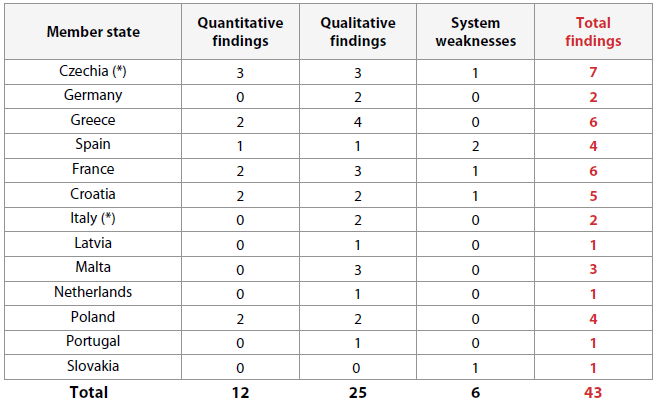 Member state Quantitative findings Qualitative findings System weaknesses Total findings
Czechia (*) 3 3 1 7
Germany 0 2 0 2
Greece 2 4 0 6
Spain 1 1 2 4
France 2 3 1 6
Croatia 2 2 1 5
Italy (*) 0 2 0 2
Latvia 0 1 0 1
Malta 0 3 0 3
Netherlands 0 1 0 1
Poland 2 2 0 4
Portugal 0 1 0 1
Slovakia 0 0 1 1
Total 12 25 6 43